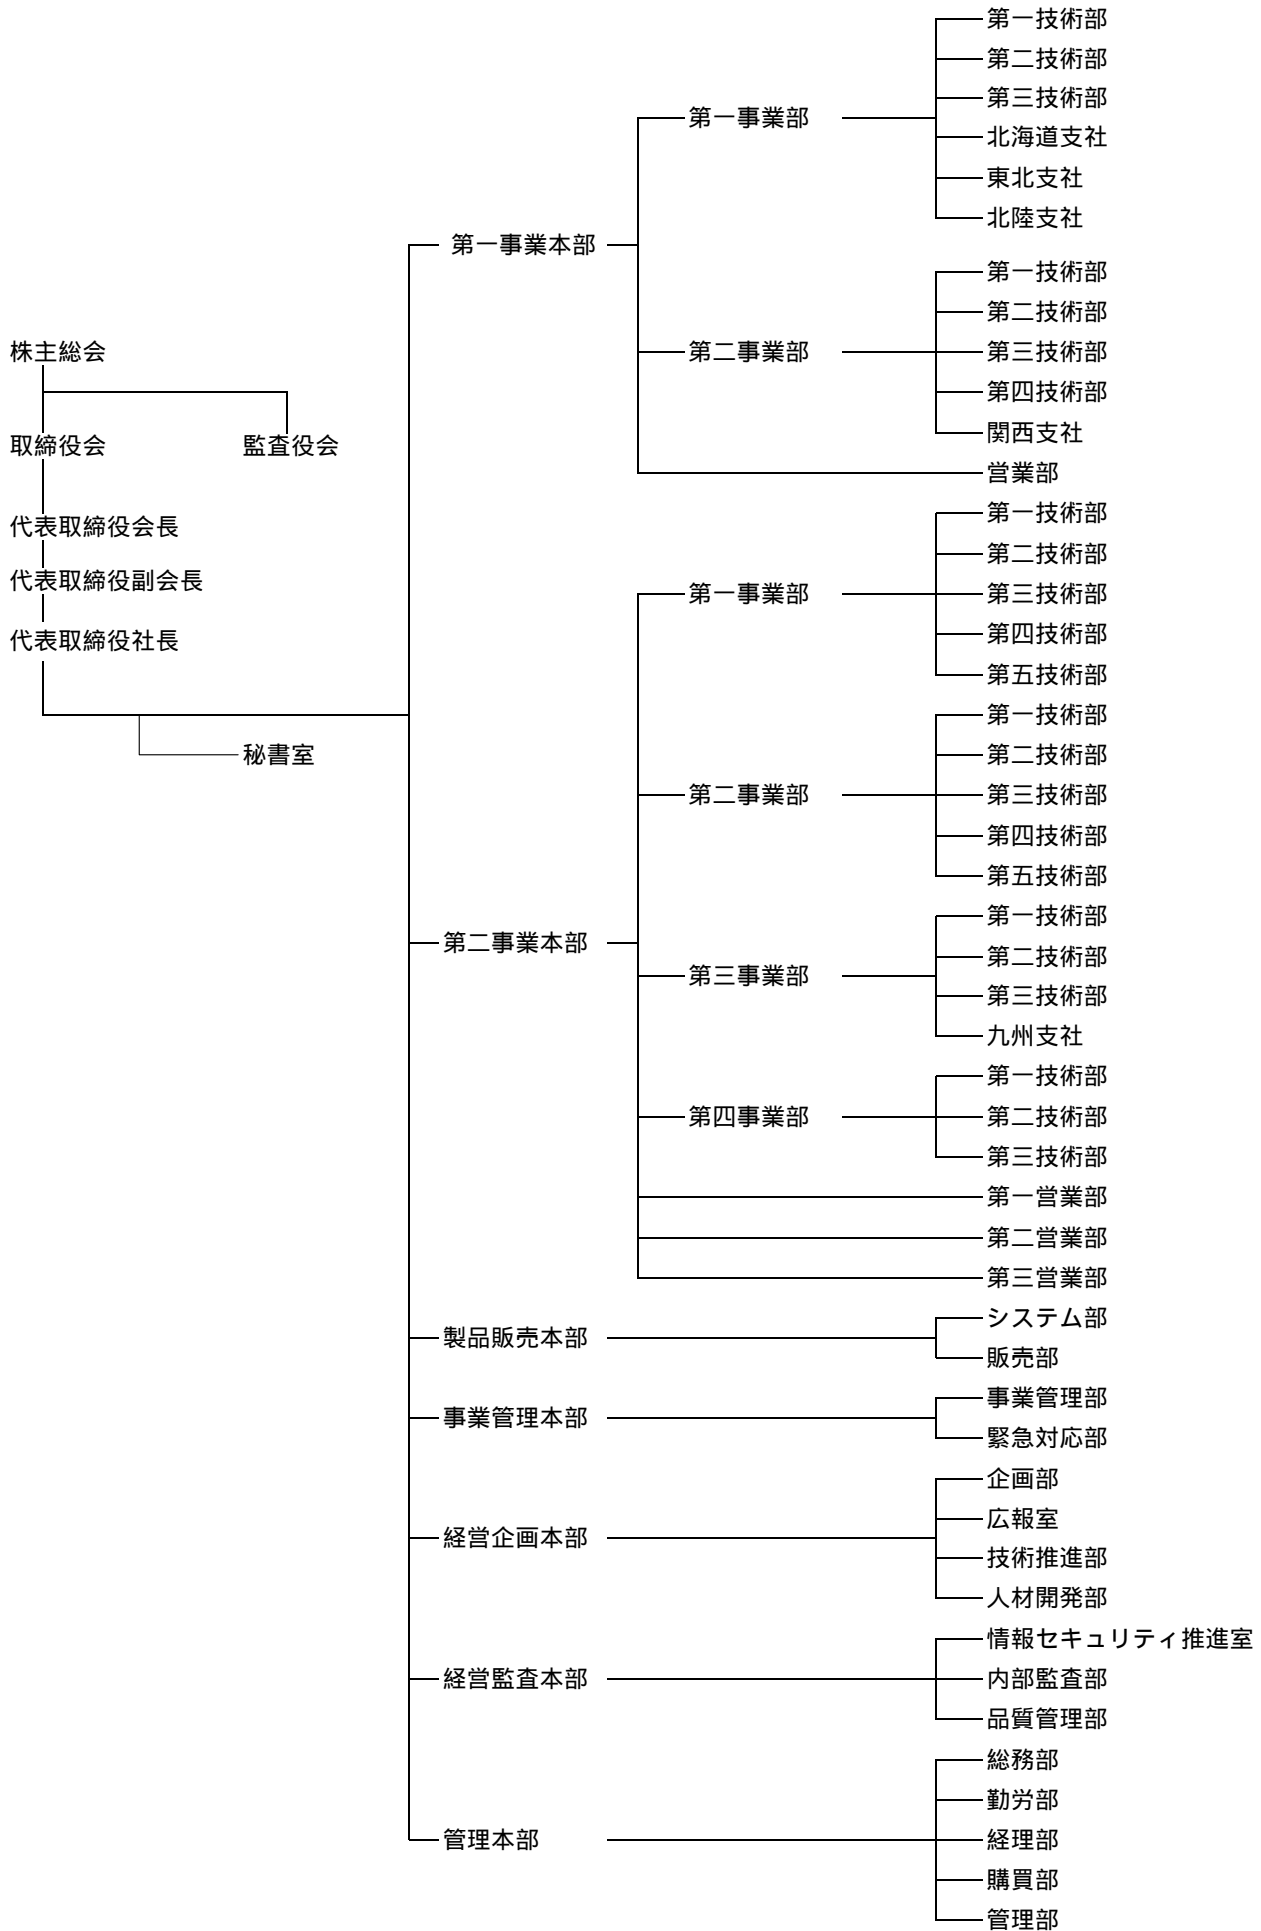 株主総会
取締役会
監査役会
代表取締役会長
代表取締役副会長
代表取締役社長
秘書室
第一事業本部
第一事業部
第一技術部
第二技術部
第三技術部
北海道支社
東北支社
北陸支社
第二事業部
第一技術部
第二技術部
第三技術部
第四技術部
関西支社
営業部
第二事業本部
第一事業部
第一技術部
第二技術部
第三技術部
第四技術部
第五技術部
第二事業部
第一技術部
第二技術部
第三技術部
第四技術部
第五技術部
第三事業部
第一技術部
第二技術部
第三技術部
九州支社
第四事業部
第一技術部
第二技術部
第三技術部
第一営業部
第二営業部
第三営業部
製品販売本部
システム部
販売部
事業管理本部
事業管理部
緊急対応部
経営企画本部
企画部
広報室
技術推進部
人材開発部
経営監査本部
情報セキュリティ推進室
内部監査部
品質管理部
管理本部
総務部
勤労部
経理部
購買部
管理部